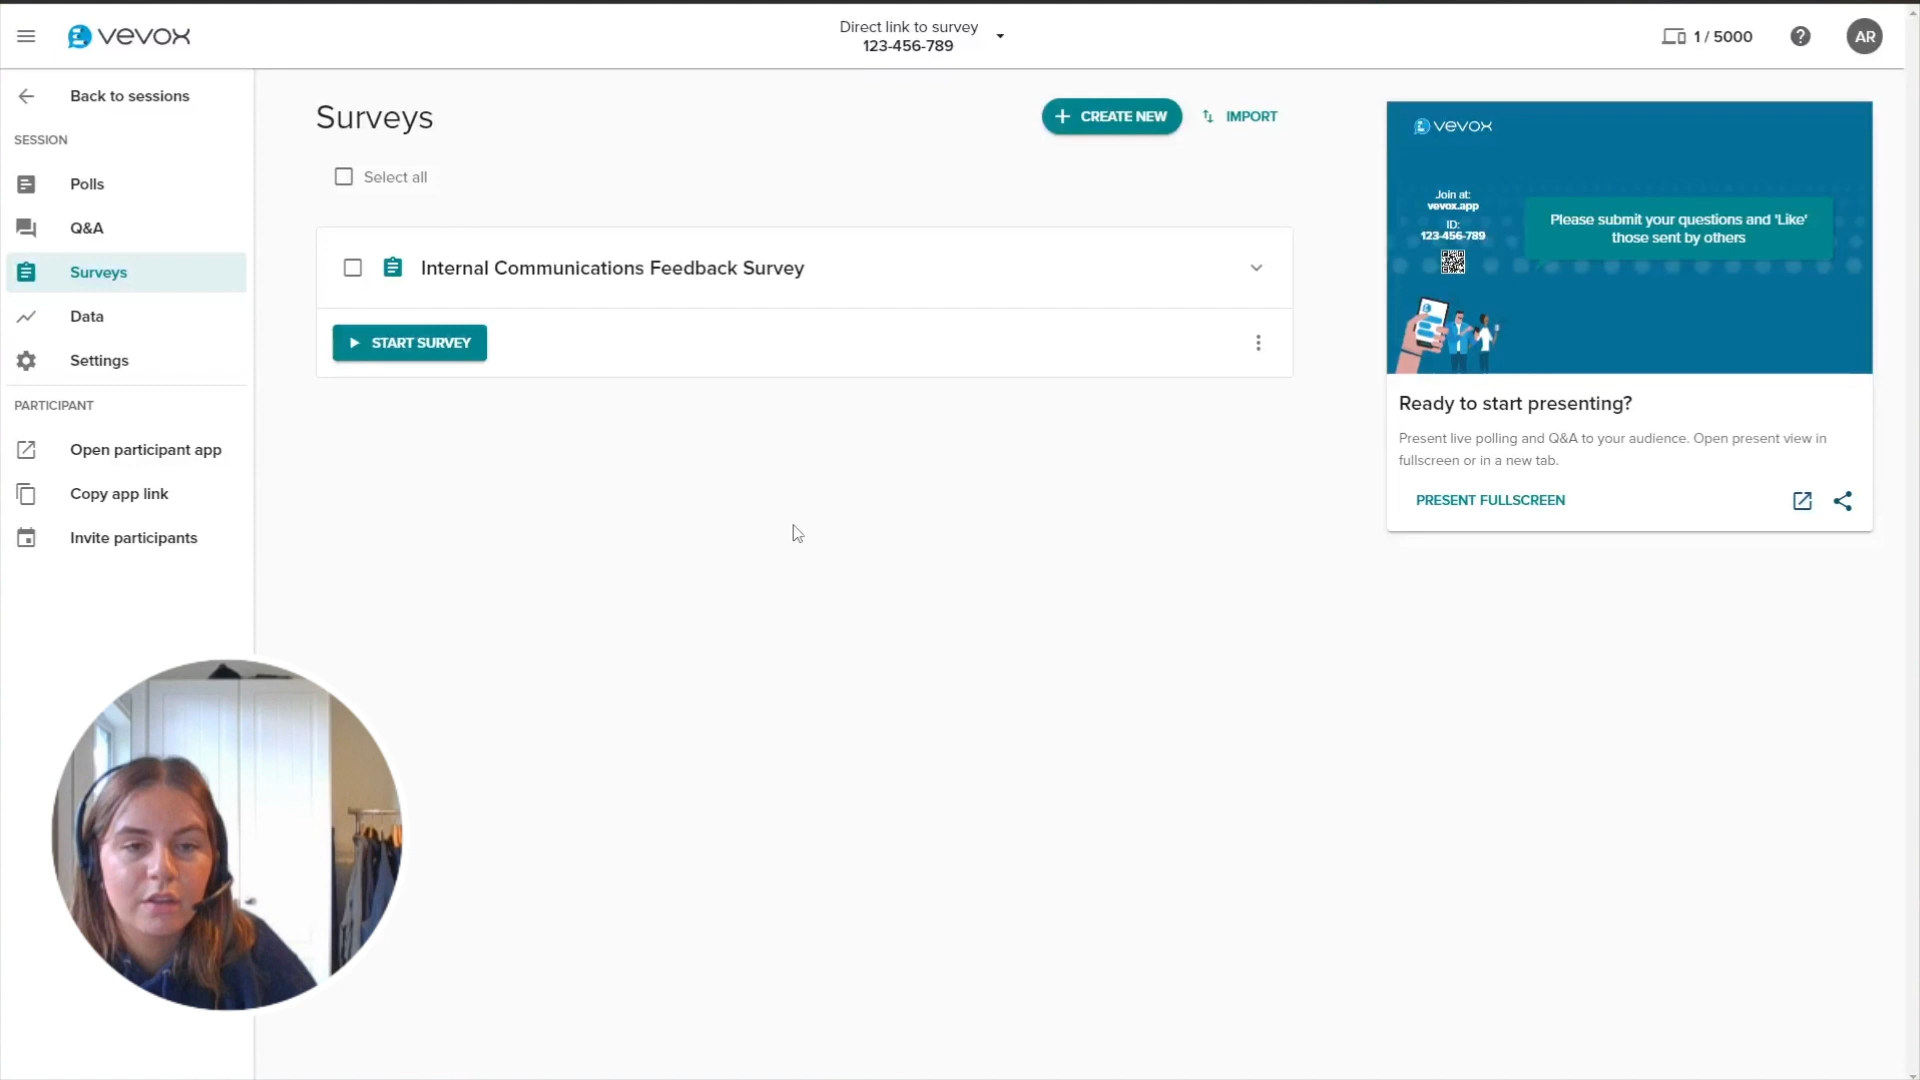 vevox
Direct link to survey
123-456-789
1 / 5000
?
AR
Back to sessions
SESSION
Polls
Q&A
Surveys
Data
Settings
PARTICIPANT
Open participant app
Copy app link
Invite participants
Surveys
+ CREATE NEW
IMPORT
Select all
Internal Communications Feedback Survey
START SURVEY
vevox
Join at:
vevox.app
ID:
123-456-789
Please submit your questions and 'Like'
those sent by others
Ready to start presenting?
Present live polling and Q&A to your audience. Open present view in
fullscreen or in a new tab.
PRESENT FULLSCREEN